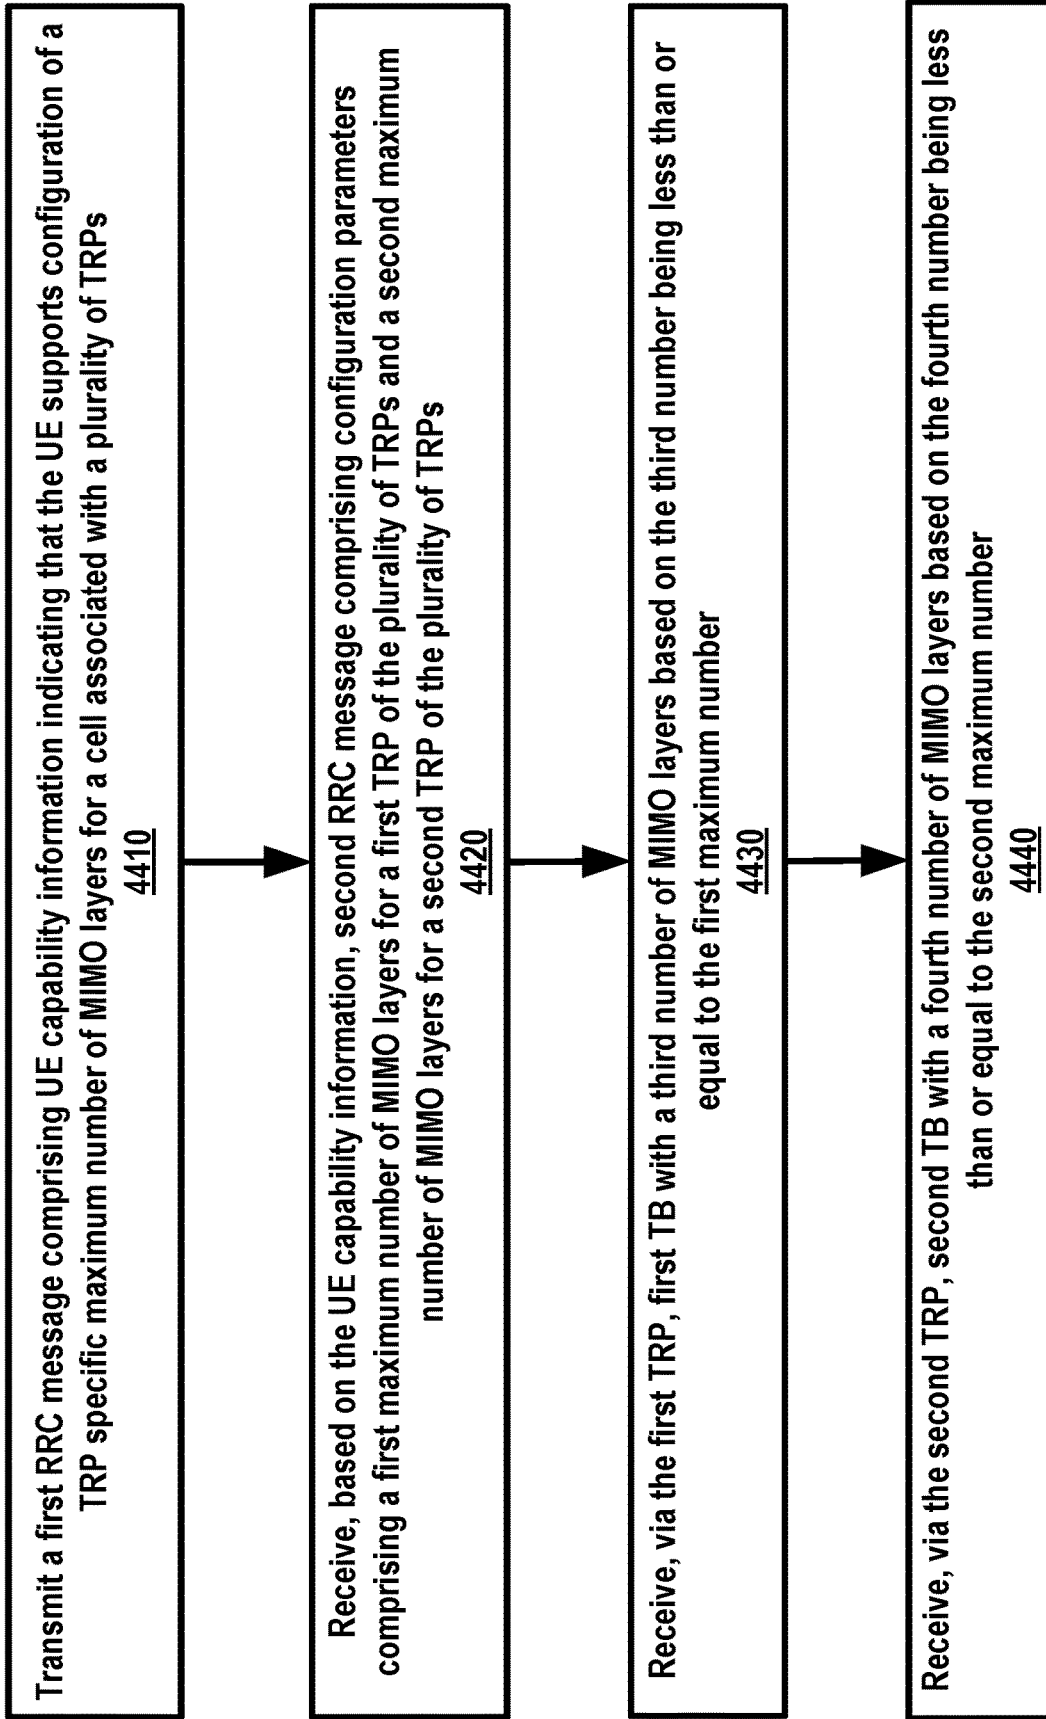 Transmit a first RRC message comprising UE capability information indicating that the UE supports configuration of a
TRP specific maximum number of MIMO layers for a cell associated with a plurality of TRPs
4410
Receive, based on the UE capability information, second RRC message comprising configuration parameters
comprising a first maximum number of MIMO layers for a first TRP of the plurality of TRPs and a second maximum
number of MIMO layers for a second TRP of the plurality of TRPs
4420
Receive, via the first TRP, first TB with a third number of MIMO layers based on the third number being less than or
equal to the first maximum number
4430
Receive, via the second TRP, second TB with a fourth number of MIMO layers based on the fourth number being less
than or equal to the second maximum number
4440